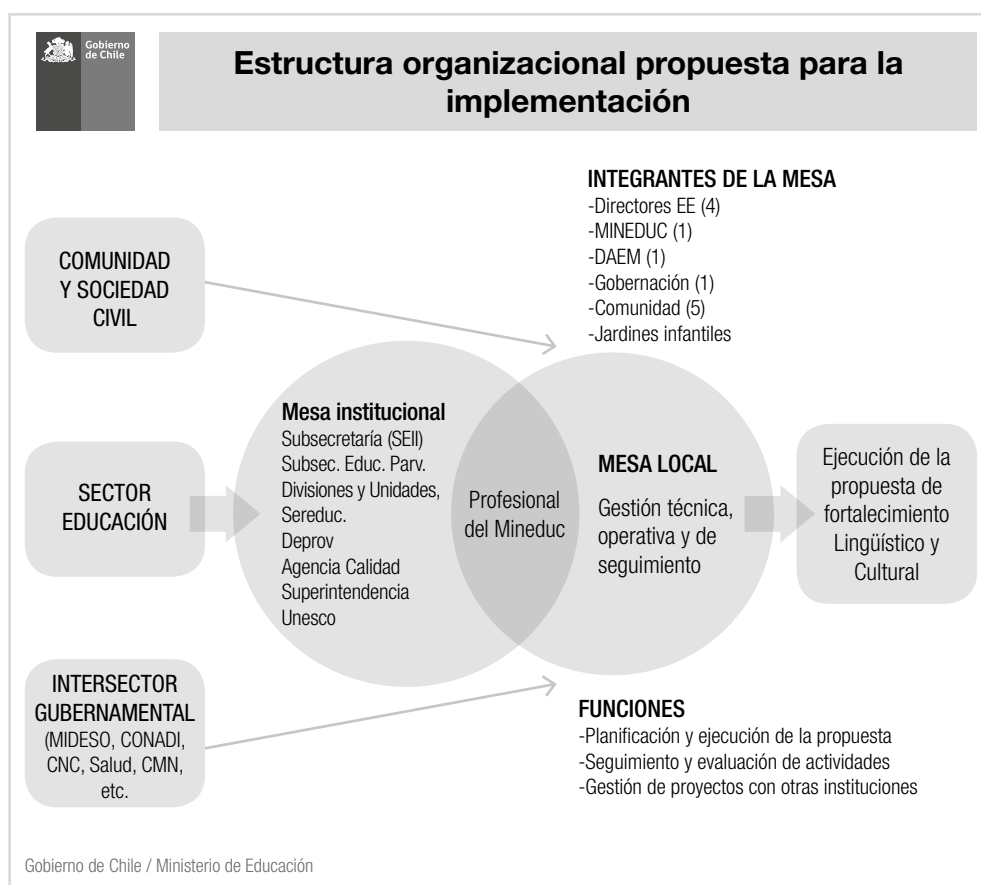 Gobierno
de Chile
Estructura organizacional propuesta para la
implementación
INTEGRANTES DE LA MESA
-Directores EE (4)
-MINEDUC (1)
-DAEM (1)
-Gobernación (1)
-Comunidad (5)
-Jardines infantiles
COMUNIDAD
Y SOCIEDAD
CIVIL
SECTOR
EDUCACIÓN
INTERSECTOR
GUBERNAMENTAL
(MIDESO, CONADI,
CNC, Salud, CMN,
etc.
Mesa institucional
Subsecretaría (SEII)
Subsec. Educ. Parv.
Divisiones y Unidades,
Sereduc.
Deprov
Agencia Calidad
Superintendencia
Unesco
Profesional
del Mineduc
MESA LOCAL
Gestión técnica,
operativa y de
seguimiento
Ejecución de la
propuesta de
fortalecimiento
Lingüístico y
Cultural
FUNCIONES
-Planificación y ejecución de la propuesta
-Seguimiento y evaluación de actividades
-Gestión de proyectos con otras instituciones
Gobierno de Chile / Ministerio de Educación